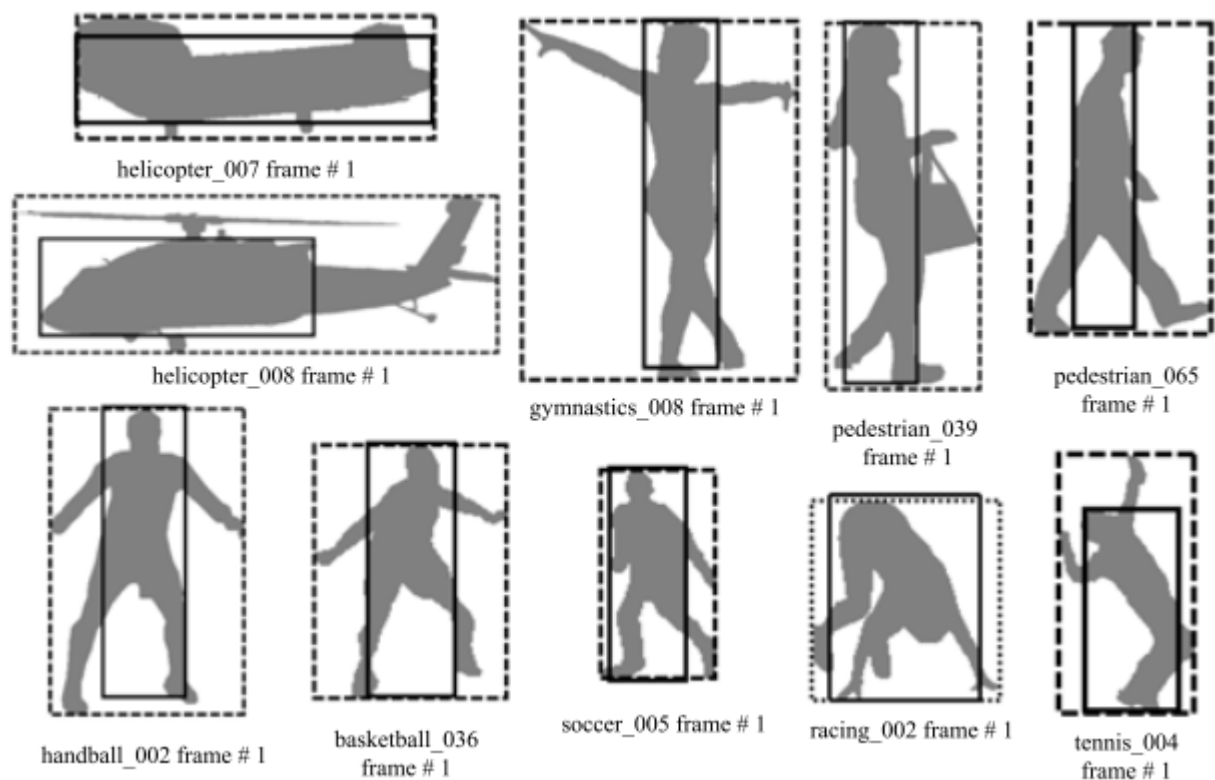 helicopter_007 frame # 1
helicopter_008 frame # 1
gymnastics_008 frame # 1
pedestrian_039
frame # 1
pedestrian_065
frame # 1
handball_002 frame # 1
basketball_036
frame # 1
soccer_005 frame # 1
racing_002 frame # 1
tennis_004
frame # 1